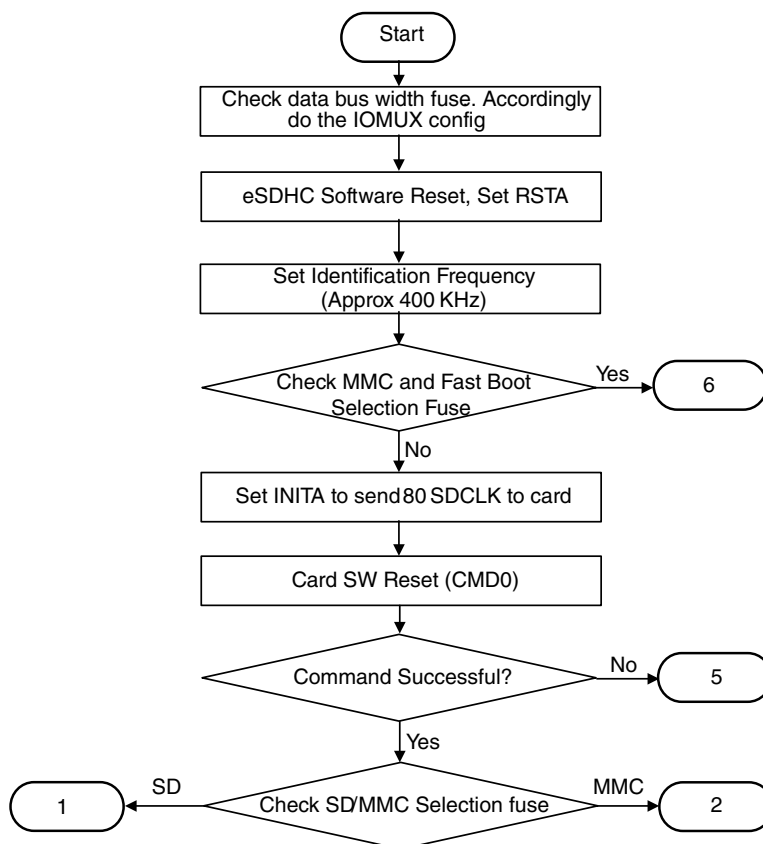 Start
Check data bus width fuse. Accordingly
do the IOMUX config
eSDHC Software Reset, Set RSTA
Set Identification Frequency
(Approx 400 KHz)
Check MMC and Fast Boot
Selection Fuse
Yes
6
No
Set INITA to send 80 SDCLK to card
Card SW Reset (CMD0)
Command Successful?
No
5
Yes
1
SD
Check SD/MMC Selection fuse
MMC
2